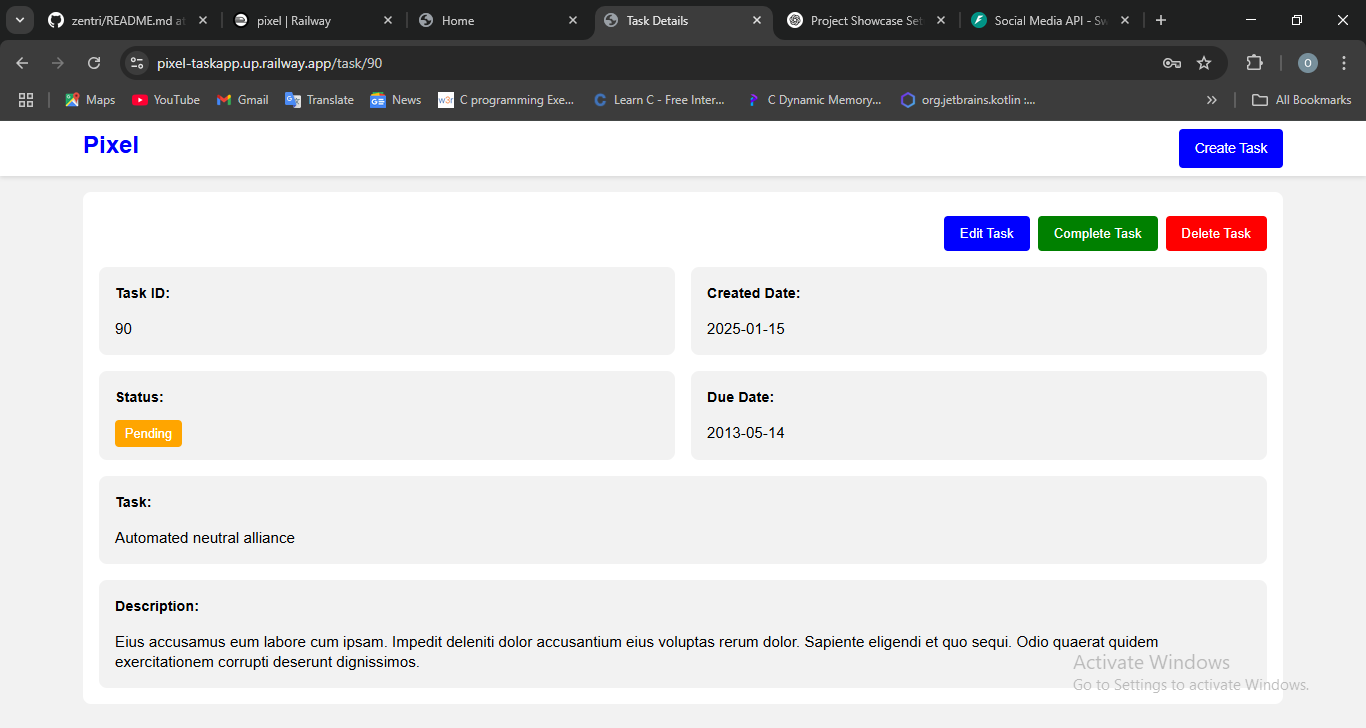 zentri/README.md at
pixel | Railway
Home
Task Details
Project Showcase Set
Social Media API - Sw
pixel-taskapp.up.railway.app/task/90
O
Maps
YouTube
Gmail
Translate
News
w3r
C programming Exe...
Learn C - Free Inter...
C Dynamic Memory...
org.jetbrains.kotlin :...
All Bookmarks
Pixel
Create Task
Edit Task
Complete Task
Delete Task
Task ID:
90
Created Date:
2025-01-15
Status:
Pending
Due Date:
2013-05-14
Task:
Automated neutral alliance
Description:
Eius accusamus eum labore cum ipsam. Impedit deleniti dolor accusantium eius voluptas rerum dolor. Sapiente eligendi et quo sequi. Odio quaerat quidem
exercitationem corrupti deserunt dignissimos.
Activate Windows
Go to Settings to activate Windows.